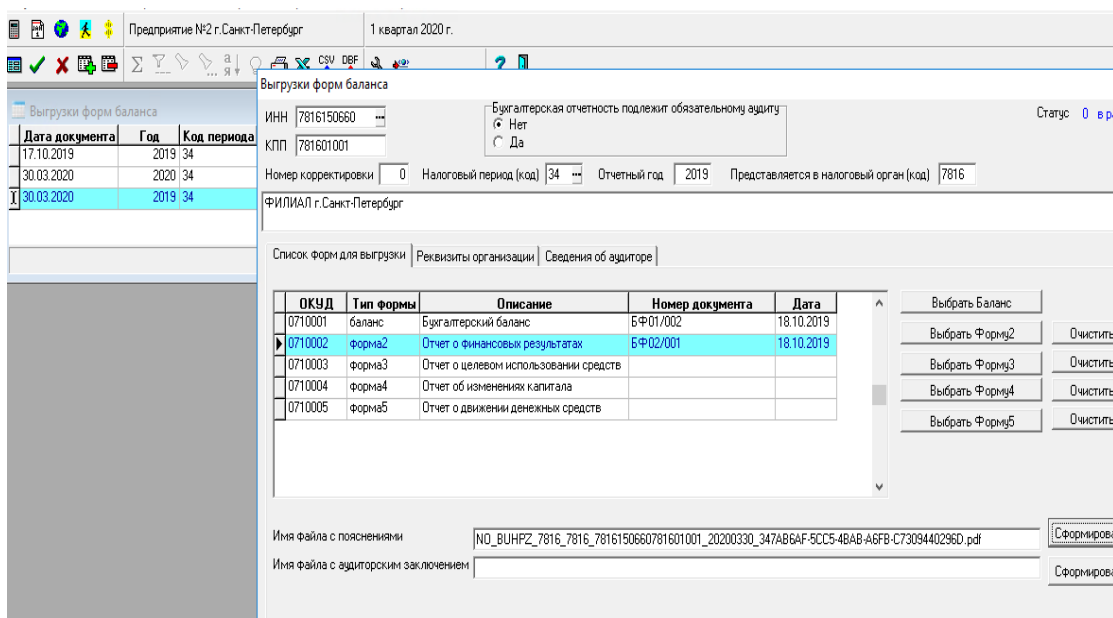 Предприятие №2 г.Санкт-Петербург 1 квартал 2020 г.
CSV DBF
Выгрузки форм баланса
Выгрузки форм баланса
Дата документа Год Код периода
17.10.2019 2019 34
30.03.2020 2020 34
30.03.2020 2019 34
ИНН 7816150660
КПП 781601001
Бухгалтерская отчетность подлежит обязательному аудиту
Нет
Да
Статус 0 в ра
Номер корректировки 0 Налоговый период (код) 34 Отчетный год 2019 Представляется в налоговый орган (код) 7816
ФИЛИАЛ г.Санкт-Петербург
Список форм для выгрузки Реквизиты организации Сведения об аудиторе
ОКУД Тип формы Описание Номер документа Дата
0710001 баланс Бухгалтерский баланс БФ01/002 18.10.2019
0710002 форма2 Отчет о финансовых результатах БФ02/001 18.10.2019
0710003 форма3 Отчет о целевом использовании средств
0710004 форма4 Отчет об изменениях капитала
0710005 форма5 Отчет о движении денежных средств
Выбрать Баланс
Выбрать Форму2 Очистить
Выбрать Форму3 Очистить
Выбрать Форму4 Очистить
Выбрать Форму5 Очистить
Имя файла с пояснениями NO_BUHPZ_7816_7816_7816150660781601001_20200330_347AB6AF-5CC5-4BAB-A6FB-C7309440296D.pdf Сформирова
Имя файла с аудиторским заключением Сформирова